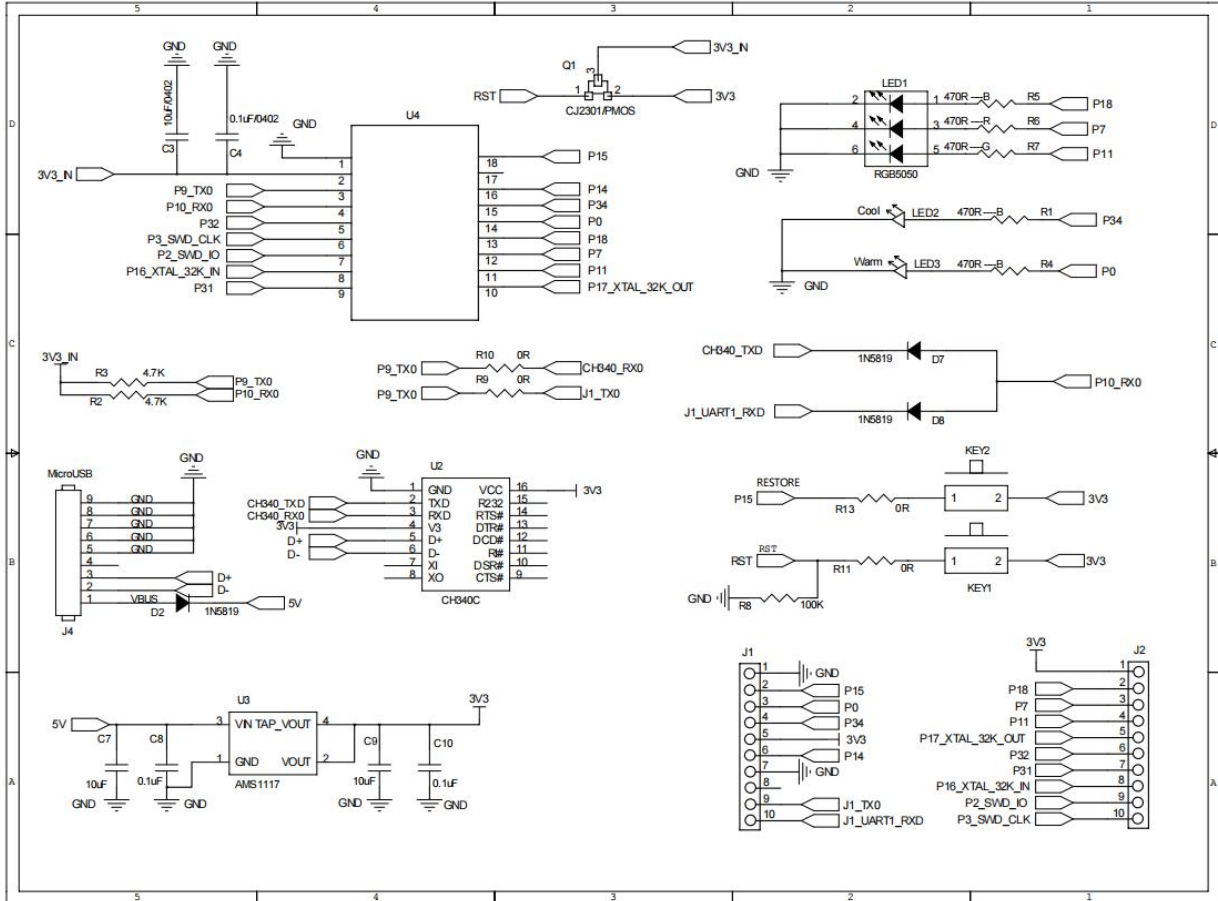 5 4 3 2 1
D
C
B
A
GND GND
10uF/0402
C3
0.1uF/0402
C4
GND
3V3_IN
U4
1
2
3
4
5
6
7
8
9
18
17
16
15
14
13
12
11
10
P9_TX0
P10_RX0
P32
P3_SWD_CLK
P2_SWD_IO
P16_XTAL_32K_IN
P31
P15
P14
P34
P0
P18
P7
P11
P17_XTAL_32K_OUT
3V3_IN
Q1
3
RST 1 2 3V3
CJ2301/PMOS
LED1
2 1 470R ---B R5 P18
4 3 470R ---R R6 P7
6 5 470R ---G R7 P11
GND
RGB5050
Cool LED2 470R ---B R1 P34
Warm LED3 470R ---B R4 P0
GND
3V3_IN
R3 4.7K P9_TX0
R2 4.7K P10_RX0
P9_TX0 R10 0R CH340_RX0
P9_TX0 R9 0R J1_TX0
CH340_TXD 1N5819 D7
P10_RX0
J1_UART1_RXD 1N5819 D8
MicroUSB
GND
9 GND
8 GND
7 GND
6 GND
5 GND
4
3 D+
2 D-
1 VBUS D2 1N5819 5V
J4
GND
U2
1 GND VCC 16 3V3
CH340_TXD 2 TXD R232 15
CH340_RX0 3 RXD RTS# 14
3V3 4 V3 DTR# 13
D+ 5 D+ DCD# 12
D- 6 D- RI# 11
7 XI DSR# 10
8 XO CTS# 9
CH340C
KEY2
RESTORE
P15 R13 0R 1 2 3V3
RST
RST R11 0R 1 2 3V3
KEY1
GND R8 100K
U3
5V 3 VIN TAP_VOUT 4 3V3
C7 C8 1 GND VOUT 2 C9 C10
10uF 0.1uF AMS1117 10uF 0.1uF
GND GND GND GND
J1
1 GND
2 P15
3 P0
4 P34
5 3V3
6 P14
7 GND
8
9 J1_TX0
10 J1_UART1_RXD
3V3 J2
1
P18 2
P7 3
P11 4
P17_XTAL_32K_OUT 5
P32 6
P31 7
P16_XTAL_32K_IN 8
P2_SWD_IO 9
P3_SWD_CLK 10
D
C
B
A
5 4 3 2 1